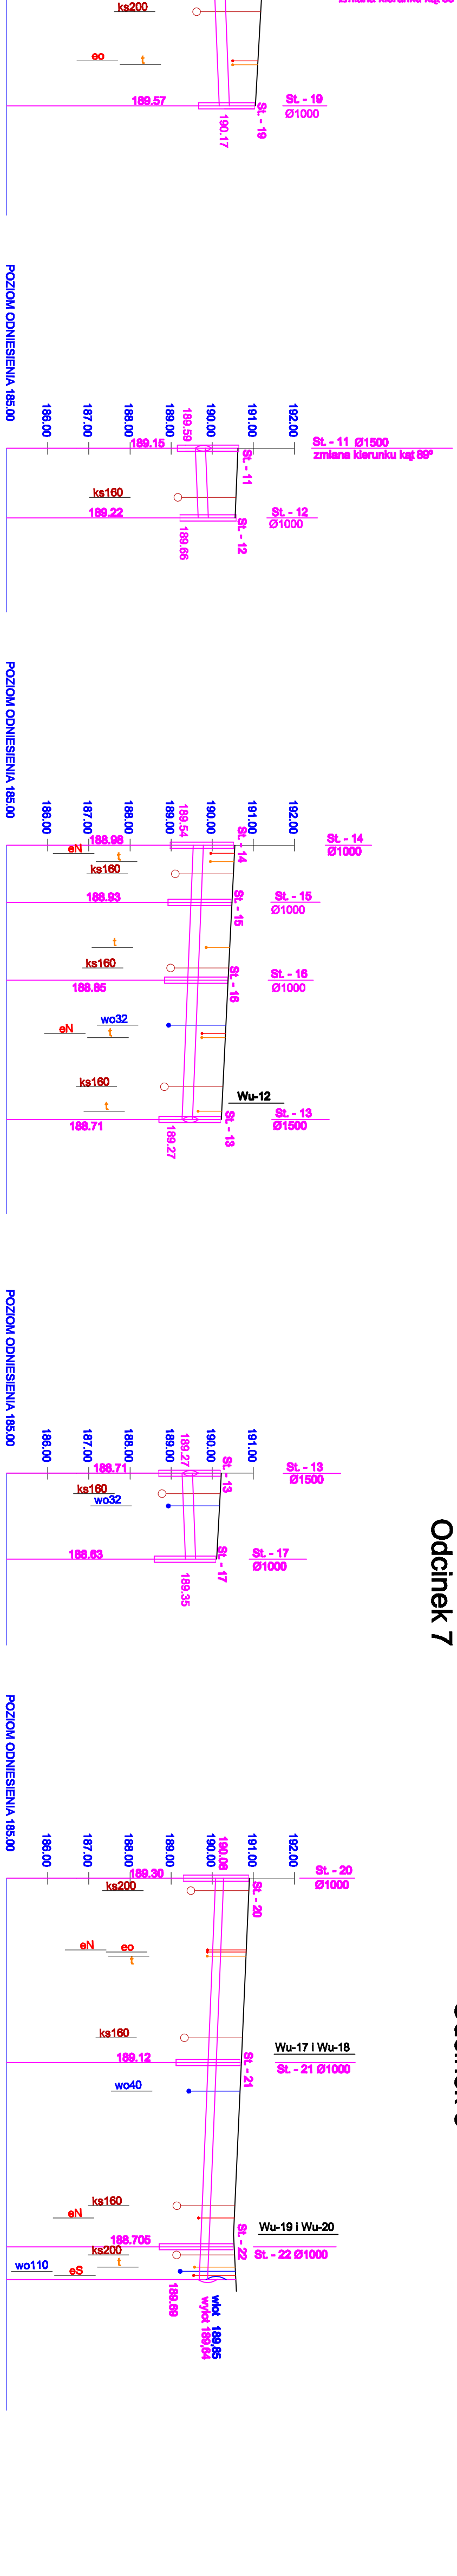 ks200
eo
t
189.57
190.17
St. - 19
St. - 19
Ø1000
POZIOM ODNIESIENIA 185.00
186.00
187.00
188.00
189.00
190.00
191.00
192.00
189.15
189.59
St. - 11
St. - 11 Ø1500
zmiana kierunku kąt 89°
ks160
189.22
189.66
St. - 12
St. - 12
Ø1000
POZIOM ODNIESIENIA 185.00
186.00
187.00
188.00
189.00
190.00
191.00
192.00
188.98
189.54
St. - 14
St. - 14
Ø1000
eN
t
ks160
188.93
St. - 15
St. - 15
Ø1000
t
ks160
188.85
St. - 16
St. - 16
Ø1000
wo32
eN
t
ks160
t
Wu-12
188.71
189.27
St. - 13
St. - 13
Ø1500
POZIOM ODNIESIENIA 185.00
186.00
187.00
188.00
189.00
190.00
191.00
188.71
189.27
St. - 13
St. - 13
Ø1500
ks160
wo32
188.63
189.35
St. - 17
St. - 17
Ø1000
Odcinek 7
POZIOM ODNIESIENIA 185.00
186.00
187.00
188.00
189.00
190.00
191.00
192.00
189.30
190.08
St. - 20
St. - 20
Ø1000
ks200
eN
eo
t
ks160
Wu-17 i Wu-18
189.12
St. - 21
St. - 21 Ø1000
wo40
ks160
eN
Wu-19 i Wu-20
188.705
St. - 22
St. - 22 Ø1000
ks200
t
wo110
eS
189.69
wlot 189,85
wylot 189,64